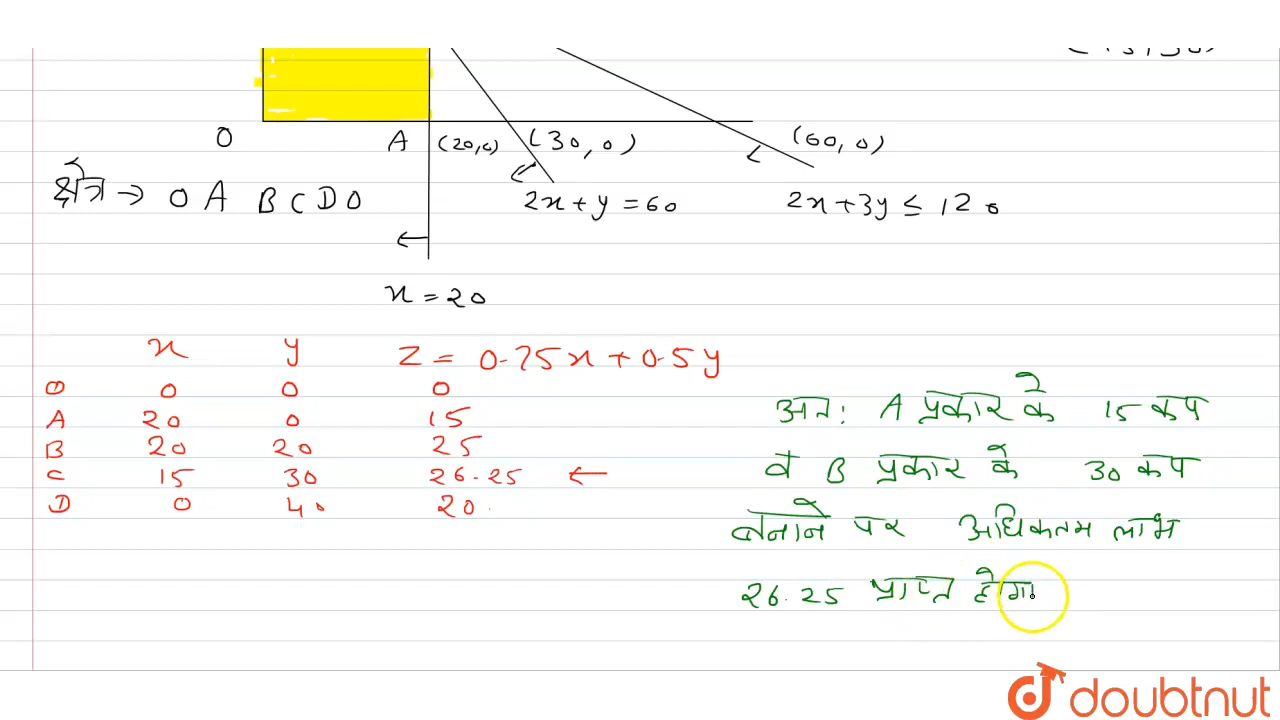 O A (20,0) (30,0) (60,0)
क्षेत्र → O A B C D O 2x+y=60 2x+3y ≤ 120
x=20
x y Z = 0.75x+0.5y
O 0 0 0
A 20 0 15
B 20 20 25
C 15 30 26.25 ←
D 0 40 20
अतः A प्रकार के 15 कप
व B प्रकार के 30 कप
बनाने पर अधिकतम लाभ
26.25 प्राप्त होगा
doubtnut